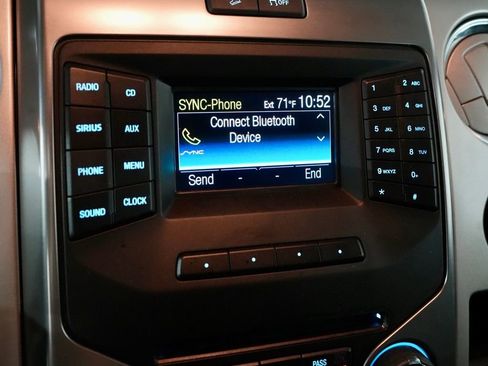 OFF
RADIO
CD
SIRIUS
AUX
PHONE
MENU
SOUND
CLOCK
SYNC-Phone Ext 71°F 10:52
Connect Bluetooth
Device
SYNC
Send - - End
1 2 ABC
3 DEF 4 GHI
5 JKL 6 MNO
7 PQRS 8 TUV
9 WXYZ 0+
* #
PASS